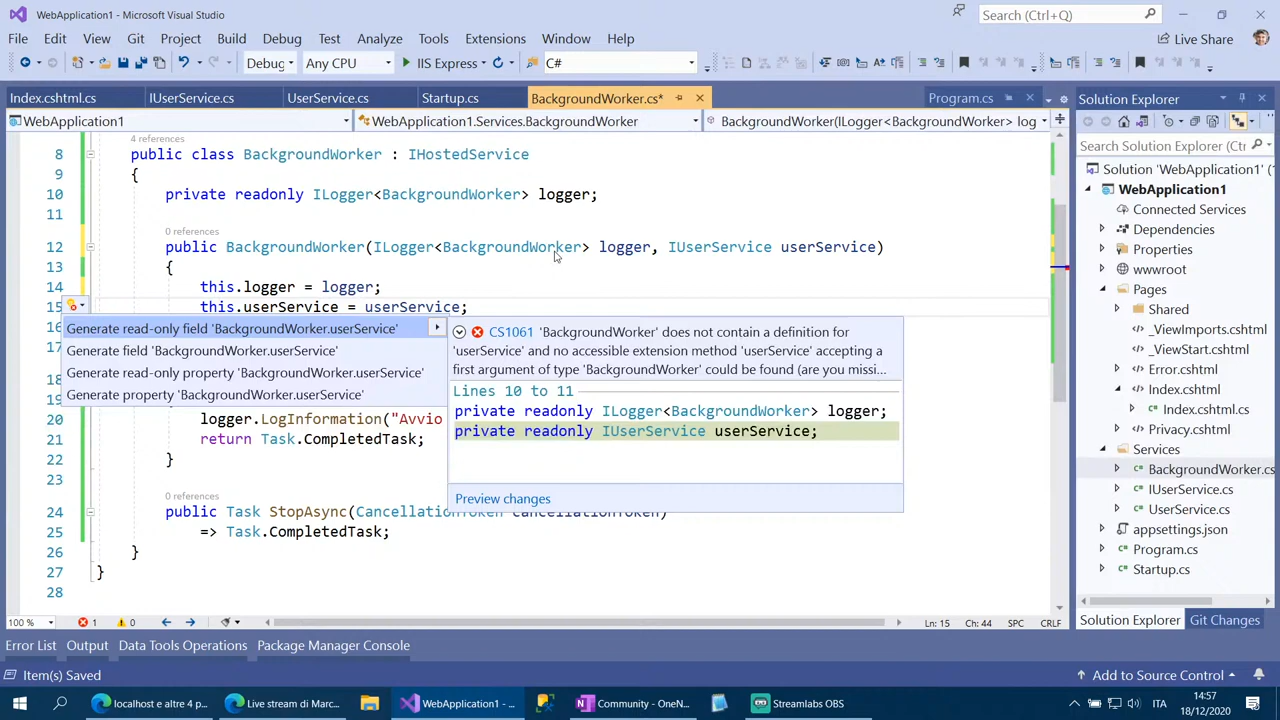 WebApplication1 - Microsoft Visual Studio
Search (Ctrl+Q)
File Edit View Git Project Build Debug Test Analyze Tools Extensions Window Help
Live Share
Debug Any CPU IIS Express C#
Index.cshtml.cs IUserService.cs UserService.cs Startup.cs BackgroundWorker.cs* Program.cs
WebApplication1 WebApplication1.Services.BackgroundWorker BackgroundWorker(ILogger<BackgroundWorker> log
4 references
8 public class BackgroundWorker : IHostedService
9 {
10 private readonly ILogger<BackgroundWorker> logger;
11
0 references
12 public BackgroundWorker(ILogger<BackgroundWorker> logger, IUserService userService)
13 {
14 this.logger = logger;
15 this.userService = userService;
16
17
18
20 logger.LogInformation("Avvio
21 return Task.CompletedTask;
22 }
23
0 references
24 public Task StopAsync(CancellationToken cancellationToken)
25 => Task.CompletedTask;
26 }
27 }
28
Generate read-only field 'BackgroundWorker.userService'
Generate field 'BackgroundWorker.userService'
Generate read-only property 'BackgroundWorker.userService'
Generate property 'BackgroundWorker.userService'
CS1061 'BackgroundWorker' does not contain a definition for
'userService' and no accessible extension method 'userService' accepting a
first argument of type 'BackgroundWorker' could be found (are you missi...
Lines 10 to 11
private readonly ILogger<BackgroundWorker> logger;
private readonly IUserService userService;
Preview changes
100 % 1 0 Ln: 15 Ch: 44 SPC CRLF
Solution Explorer
Search Solution Explorer (Ctrl+
Solution 'WebApplication1' (1
WebApplication1
Connected Services
Dependencies
Properties
wwwroot
Pages
Shared
_ViewImports.cshtml
_ViewStart.cshtml
Error.cshtml
Index.cshtml
Index.cshtml.cs
Privacy.cshtml
Services
BackgroundWorker.cs
IUserService.cs
UserService.cs
appsettings.json
Program.cs
Startup.cs
Solution Explorer Git Changes
Error List Output Data Tools Operations Package Manager Console
Item(s) Saved
Add to Source Control
localhost e altre 4 p... Live stream di Marc... WebApplication1 - ... Community - OneN... Streamlabs OBS
ITA
14:57
18/12/2020